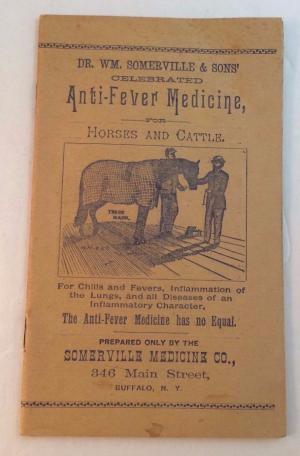 DR. WM. SOMERVILLE & SONS'
CELEBRATED
Anti-Fever Medicine,
FOR
HORSES AND CATTLE.
TRADE
MARK.
For Chills and Fevers, Inflammation of
the Lungs, and all Diseases of an
Inflammatory Character,
The Anti-Fever Medicine has no Equal.
PREPARED ONLY BY THE
SOMERVILLE MEDICINE CO.,
346 Main Street,
BUFFALO, N. Y.